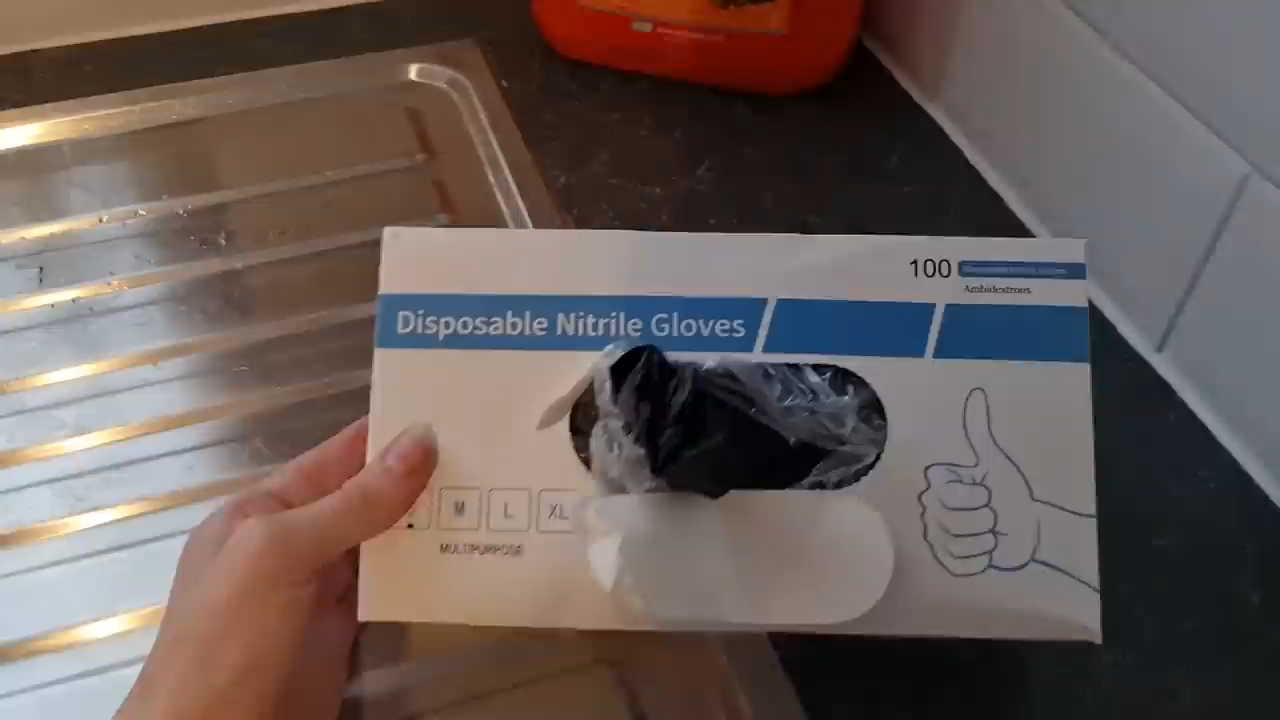 100
Ambidextrous
Disposable Nitrile Gloves
M L XL
MULTIPURPOSE